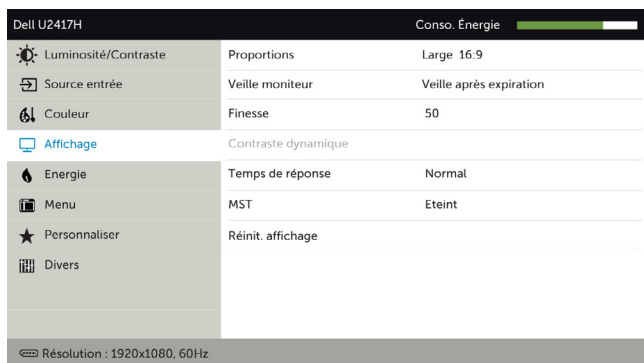 Dell U2417H Conso. Énergie
Luminosité/Contraste Proportions Large 16:9
Source entrée Veille moniteur Veille après expiration
Couleur Finesse 50
Affichage Contraste dynamique
Energie Temps de réponse Normal
Menu MST Eteint
Personnaliser Réinit. affichage
Divers
Résolution : 1920x1080, 60Hz